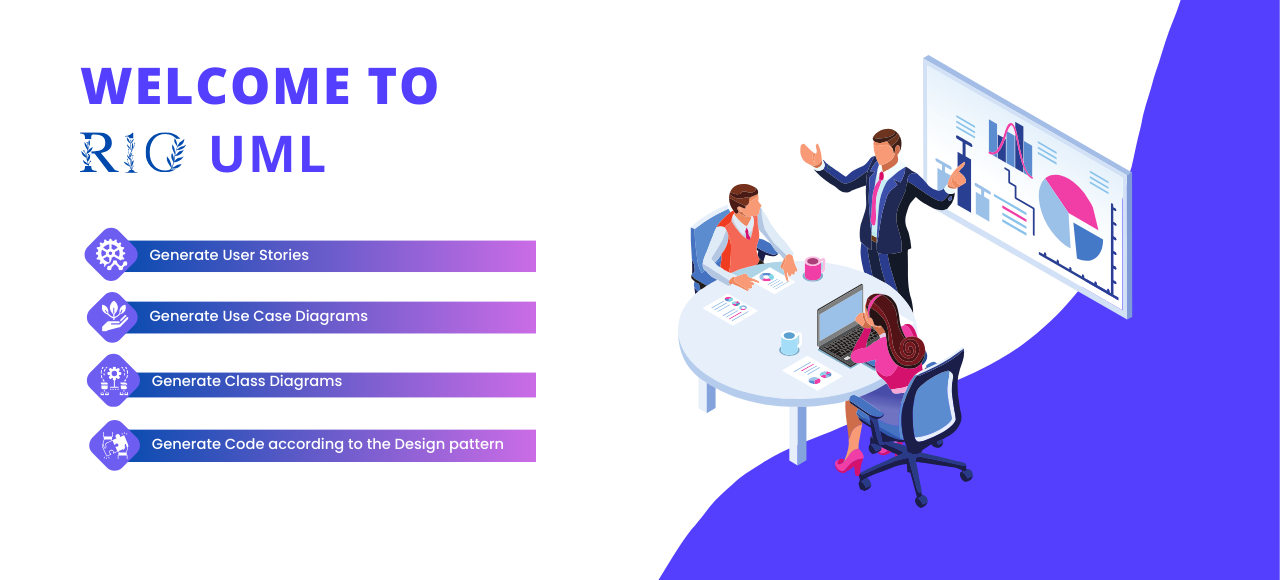 WELCOME TO
RIO UML
Generate User Stories
Generate Use Case Diagrams
Generate Class Diagrams
Generate Code according to the Design pattern